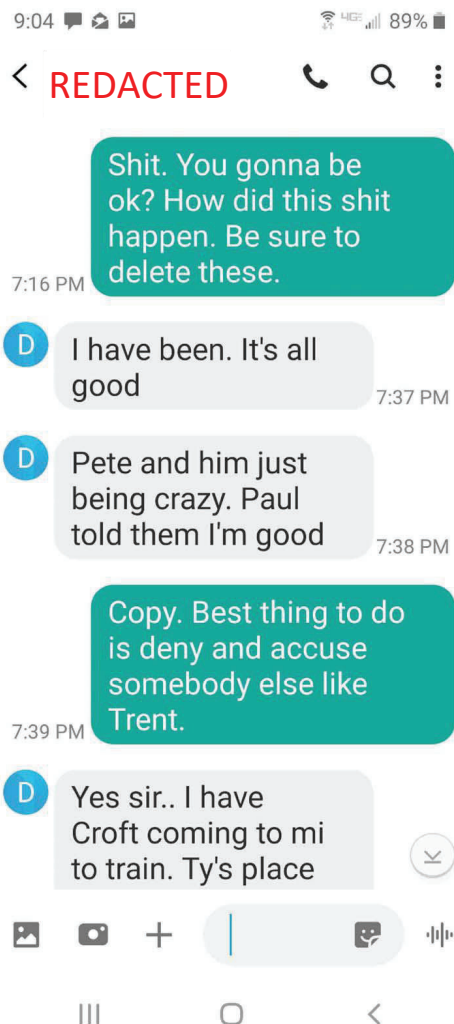 9:04
4GE 89%
REDACTED
Shit. You gonna be
ok? How did this shit
happen. Be sure to
delete these.
7:16 PM
D
I have been. It's all
good
7:37 PM
D
Pete and him just
being crazy. Paul
told them I'm good
7:38 PM
Copy. Best thing to do
is deny and accuse
somebody else like
Trent.
7:39 PM
D
Yes sir.. I have
Croft coming to mi
to train. Ty's place